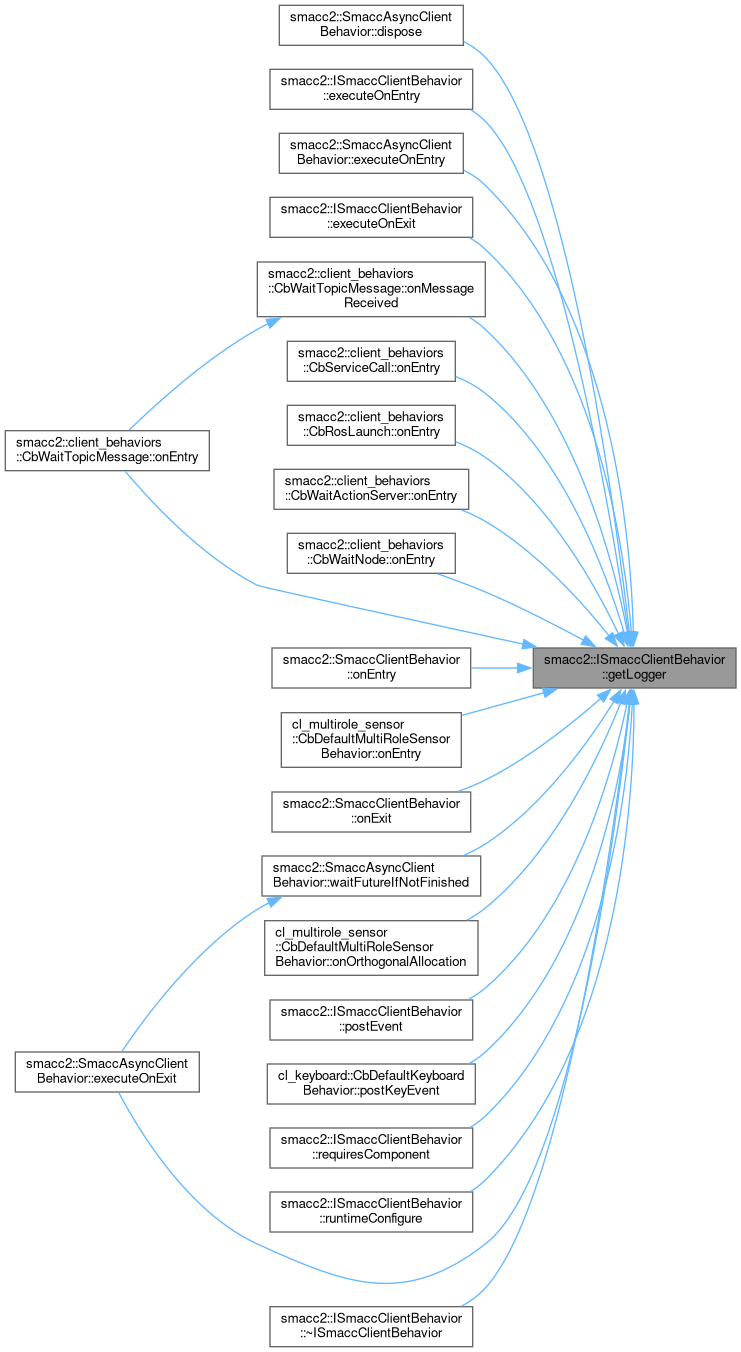 smacc2::SmaccAsyncClient
Behavior::dispose
smacc2::ISmaccClientBehavior
::executeOnEntry
smacc2::SmaccAsyncClient
Behavior::executeOnEntry
smacc2::ISmaccClientBehavior
::executeOnExit
smacc2::client_behaviors
::CbWaitTopicMessage::onMessage
Received
smacc2::client_behaviors
::CbServiceCall::onEntry
smacc2::client_behaviors
::CbRosLaunch::onEntry
smacc2::client_behaviors
::CbWaitTopicMessage::onEntry
smacc2::client_behaviors
::CbWaitActionServer::onEntry
smacc2::client_behaviors
::CbWaitNode::onEntry
smacc2::SmaccClientBehavior
::onEntry
smacc2::ISmaccClientBehavior
::getLogger
cl_multirole_sensor
::CbDefaultMultiRoleSensor
Behavior::onEntry
smacc2::SmaccClientBehavior
::onExit
smacc2::SmaccAsyncClient
Behavior::waitFutureIfNotFinished
cl_multirole_sensor
::CbDefaultMultiRoleSensor
Behavior::onOrthogonalAllocation
smacc2::ISmaccClientBehavior
::postEvent
smacc2::SmaccAsyncClient
Behavior::executeOnExit
cl_keyboard::CbDefaultKeyboard
Behavior::postKeyEvent
smacc2::ISmaccClientBehavior
::requiresComponent
smacc2::ISmaccClientBehavior
::runtimeConfigure
smacc2::ISmaccClientBehavior
::~ISmaccClientBehavior